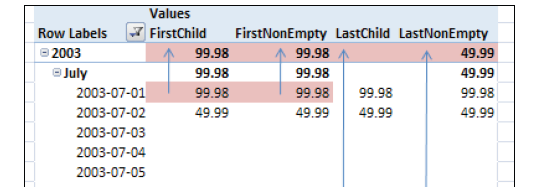 Values
Row Labels FirstChild FirstNonEmpty LastChild LastNonEmpty
2003 99.98 99.98 49.99
July 99.98 99.98 49.99
2003-07-01 99.98 99.98 99.98 99.98
2003-07-02 49.99 49.99 49.99 49.99
2003-07-03
2003-07-04
2003-07-05